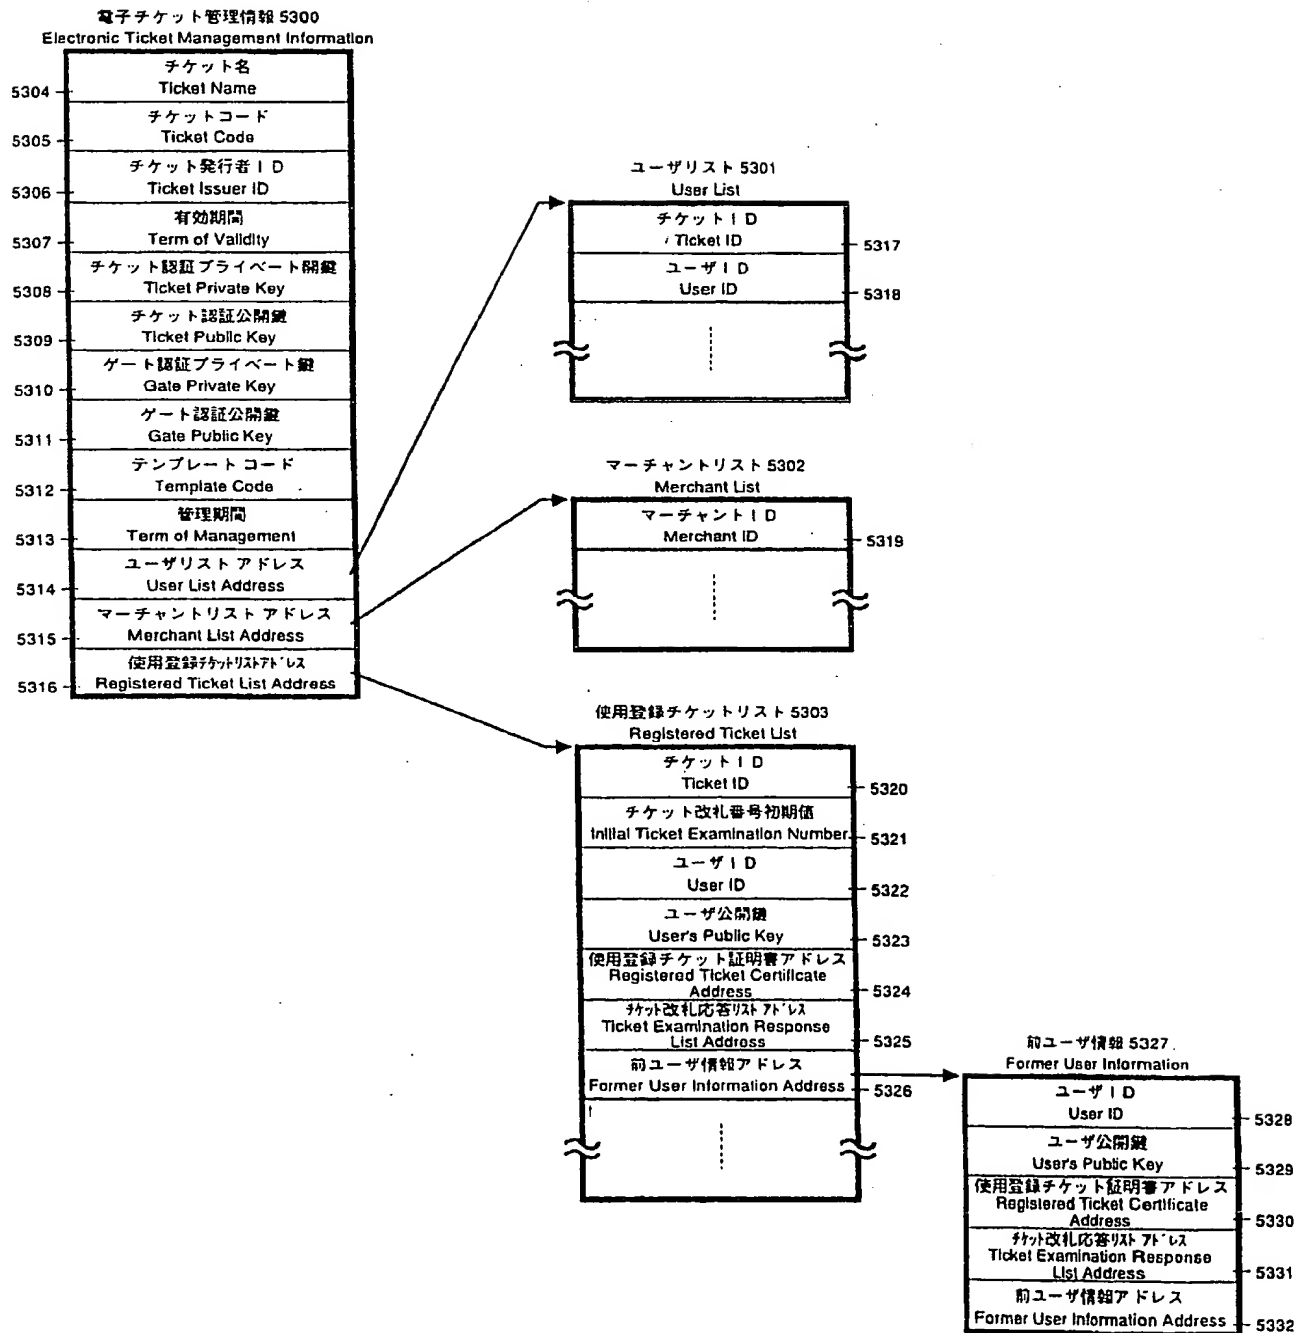 電子チケット管理情報 5300
Electronic Ticket Management Information
チケット名
Ticket Name
5304
チケットコード
Ticket Code
5305
チケット発行者ID
Ticket Issuer ID
5306
有効期間
Term of Validity
5307
チケット認証プライベート開鍵
Ticket Private Key
5308
チケット認証公開鍵
Ticket Public Key
5309
ゲート認証プライベート鍵
Gate Private Key
5310
ゲート認証公開鍵
Gate Public Key
5311
テンプレートコード
Template Code
5312
管理期間
Term of Management
5313
ユーザリスト アドレス
User List Address
5314
マーチャントリスト アドレス
Merchant List Address
5315
使用登録チケットリストアドレス
Registered Ticket List Address
5316
ユーザリスト 5301
User List
チケットID
Ticket ID
5317
ユーザID
User ID
5318
マーチャントリスト 5302
Merchant List
マーチャントID
Merchant ID
5319
使用登録チケットリスト 5303
Registered Ticket List
チケットID
Ticket ID
5320
チケット改札番号初期値
Initial Ticket Examination Number
5321
ユーザID
User ID
5322
ユーザ公開鍵
User's Public Key
5323
使用登録チケット証明書アドレス
Registered Ticket Certificate
Address
5324
チケット改札応答リスト アドレス
Ticket Examination Response
List Address
5325
前ユーザ情報アドレス
Former User Information Address
5326
前ユーザ情報 5327
Former User Information
ユーザID
User ID
5328
ユーザ公開鍵
User's Public Key
5329
使用登録チケット証明書アドレス
Registered Ticket Certificate
Address
5330
チケット改札応答リスト アドレス
Ticket Examination Response
List Address
5331
前ユーザ情報アドレス
Former User Information Address
5332